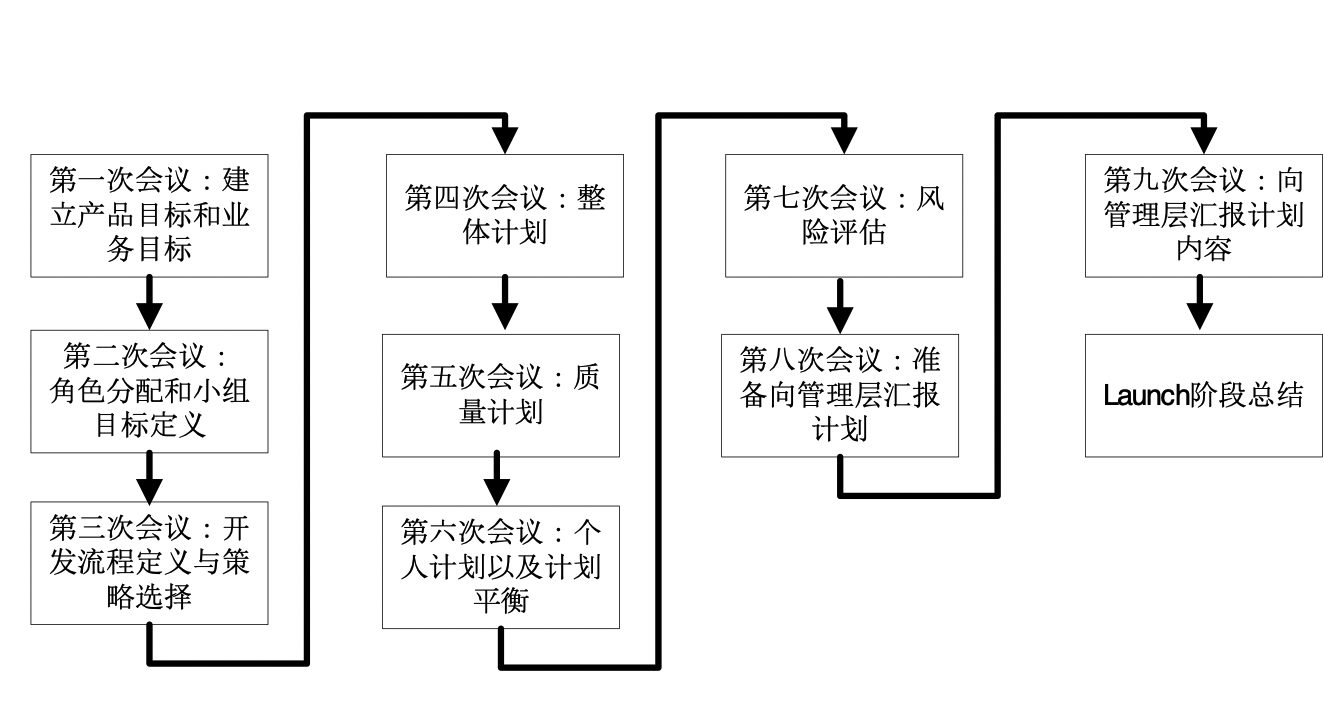 第一次会议：建
立产品目标和业
务目标
第二次会议：
角色分配和小组
目标定义
第三次会议：开
发流程定义与策
略选择
第四次会议：整
体计划
第五次会议：质
量计划
第六次会议：个
人计划以及计划
平衡
第七次会议：风
险评估
第八次会议：准
备向管理层汇报
计划
第九次会议：向
管理层汇报计划
内容
Launch阶段总结